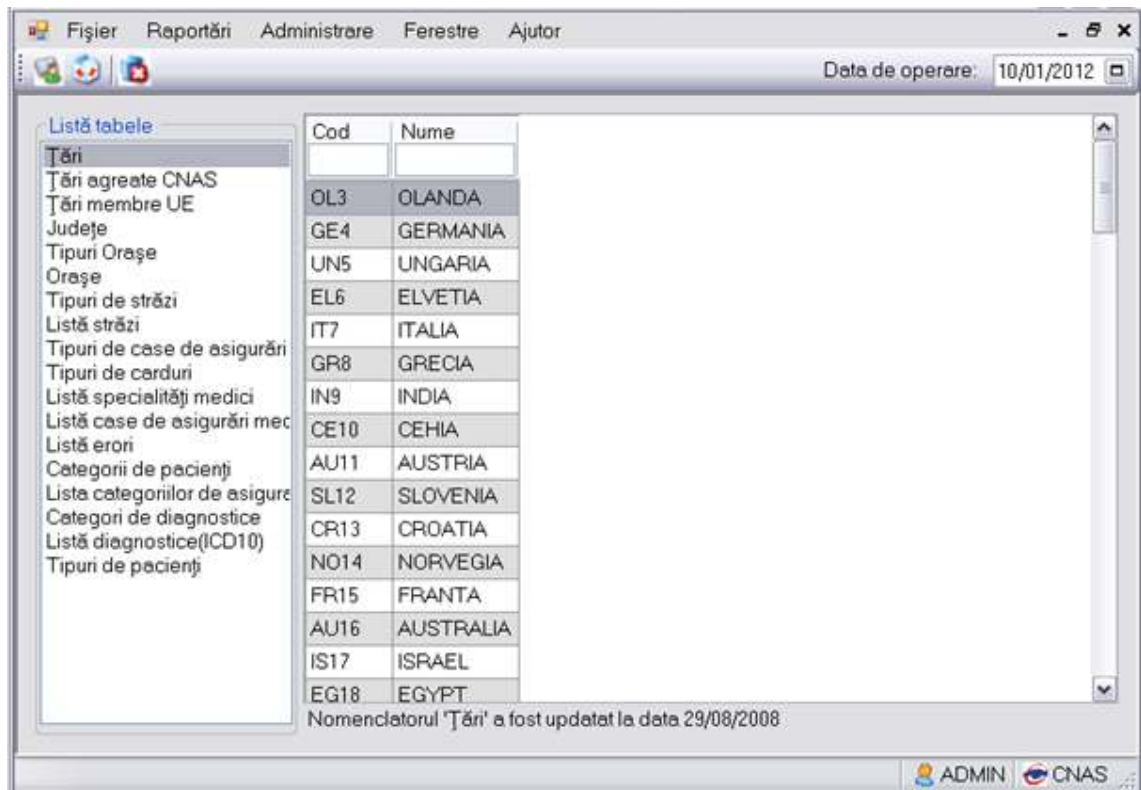 Fişier Raportări Administrare Ferestre Ajutor
Data de operare: 10/01/2012
Listă tabele
Ţări
Ţări agreate CNAS
Ţări membre UE
Judeţe
Tipuri Oraşe
Oraşe
Tipuri de străzi
Listă străzi
Tipuri de case de asigurări
Tipuri de carduri
Listă specialităţi medici
Listă case de asigurări mec
Listă erori
Categorii de pacienţi
Lista categoriilor de asigure
Categori de diagnostice
Listă diagnostice(ICD10)
Tipuri de pacienţi
Cod Nume
OL3 OLANDA
GE4 GERMANIA
UN5 UNGARIA
EL6 ELVETIA
IT7 ITALIA
GR8 GRECIA
IN9 INDIA
CE10 CEHIA
AU11 AUSTRIA
SL12 SLOVENIA
CR13 CROATIA
NO14 NORVEGIA
FR15 FRANTA
AU16 AUSTRALIA
IS17 ISRAEL
EG18 EGYPT
Nomenclatorul 'Ţări' a fost updatat la data 29/08/2008
ADMIN CNAS